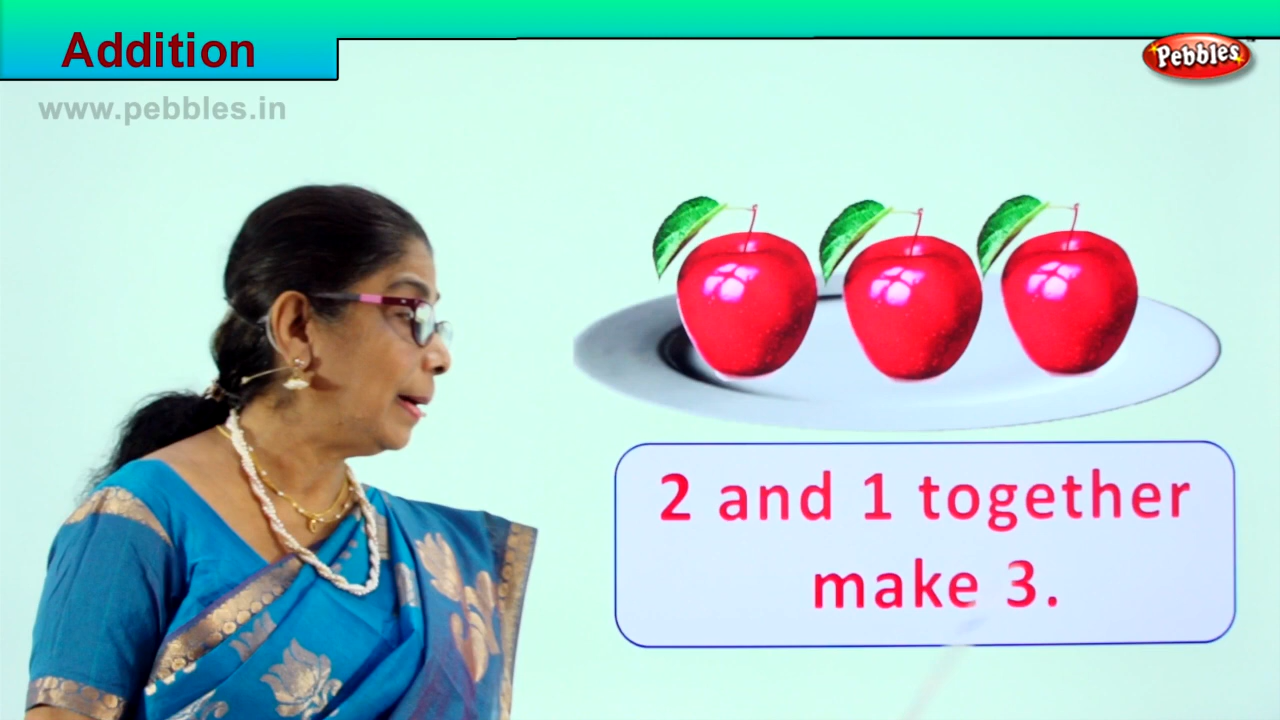 Addition
Pebbles
www.pebbles.in
2 and 1 together
make 3.